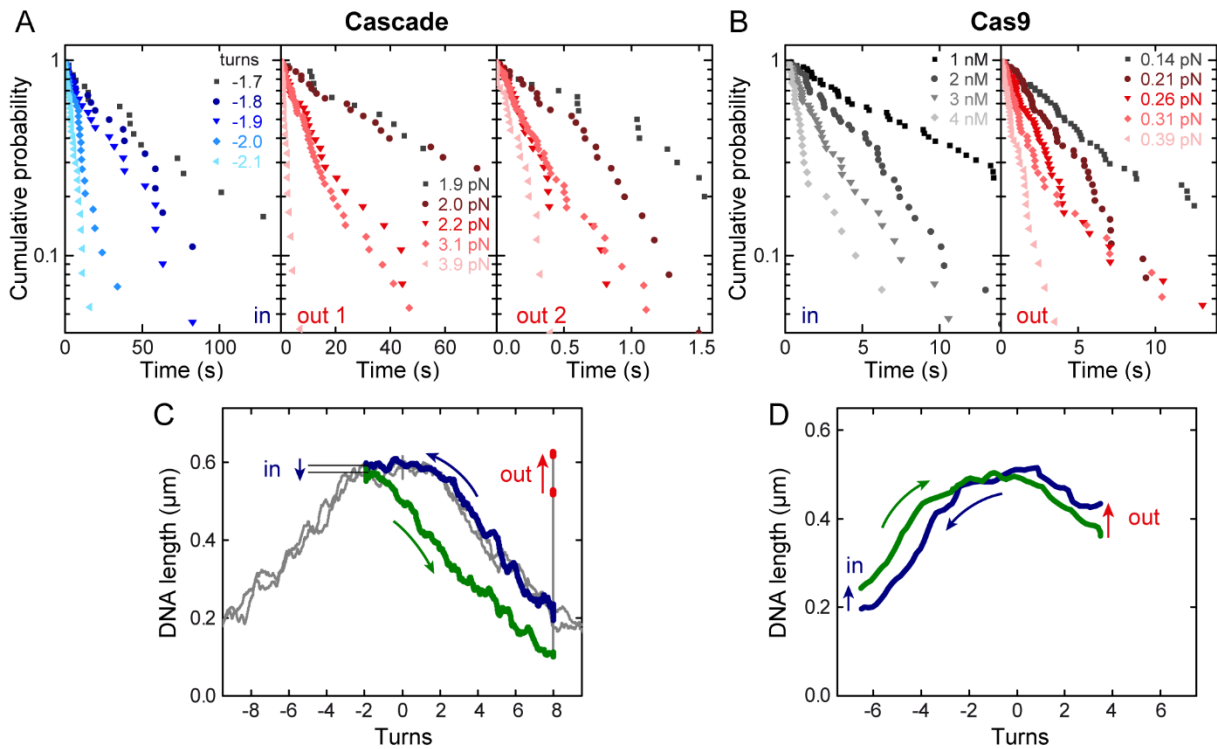 A
Cascade
B
Cas9
Cumulative probability
1
0.1
turns
-1.7
-1.8
-1.9
-2.0
-2.1
in
0 50 100
Time (s)
1.9 pN
2.0 pN
2.2 pN
3.1 pN
3.9 pN
out 1
0 20 40 60
Time (s)
out 2
0.0 0.5 1.0 1.5
Time (s)
Cumulative probability
1
0.1
1 nM
2 nM
3 nM
4 nM
in
0 5 10
Time (s)
0.14 pN
0.21 pN
0.26 pN
0.31 pN
0.39 pN
out
0 5 10
Time (s)
C
DNA length (µm)
0.6
0.4
0.2
0.0
in
out
-8 -6 -4 -2 0 2 4 6 8
Turns
D
DNA length (µm)
0.6
0.4
0.2
0.0
in
out
-6 -4 -2 0 2 4 6
Turns